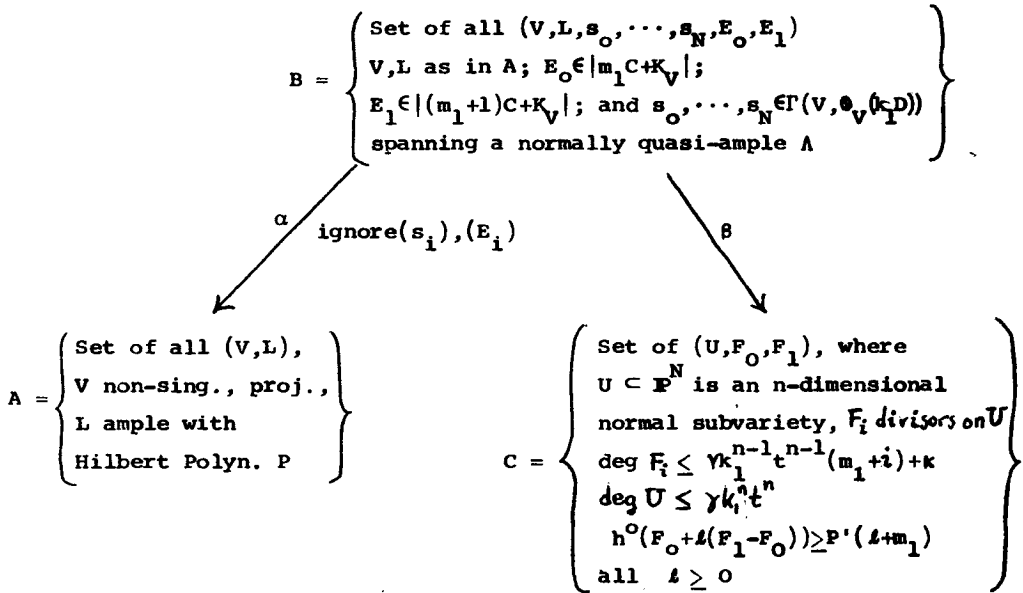 Set of all (V,L,s_o,···,s_N,E_o,E_1)
B =
V,L as in A; E_o ϵ|m_1C+K_V|;
E_1 ϵ|(m_1+1)C+K_V|; and s_o,···,s_N ϵΓ(V,O_V(k_1D))
spanning a normally quasi-ample Λ
α
ignore(s_i),(E_i)
β
Set of all (V,L),
V non-sing., proj.,
A =
L ample with
Hilbert Polyn. P
Set of (U,F_o,F_1), where
U ⊂ P^N is an n-dimensional
normal subvariety, F_i divisors on U
C =
deg F_i ≤ γk_1^{n-1}t^{n-1}(m_1+i)+κ
deg U ≤ γk_1^n t^n
h^o(F_o+ℓ(F_1-F_o))≥P'(ℓ+m_1)
all ℓ ≥ 0